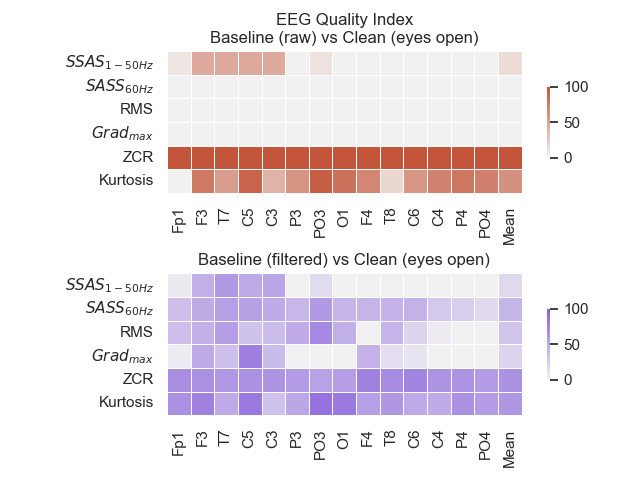 EEG Quality Index
Baseline (raw) vs Clean (eyes open)
SSAS1−50Hz
SASS60Hz
RMS
Gradmax
ZCR
Kurtosis
Fp1 F3 T7 C5 C3 P3 PO3 O1 F4 T8 C6 C4 P4 PO4 Mean
100
50
0
Baseline (filtered) vs Clean (eyes open)
SSAS1−50Hz
SASS60Hz
RMS
Gradmax
ZCR
Kurtosis
Fp1 F3 T7 C5 C3 P3 PO3 O1 F4 T8 C6 C4 P4 PO4 Mean
100
50
0